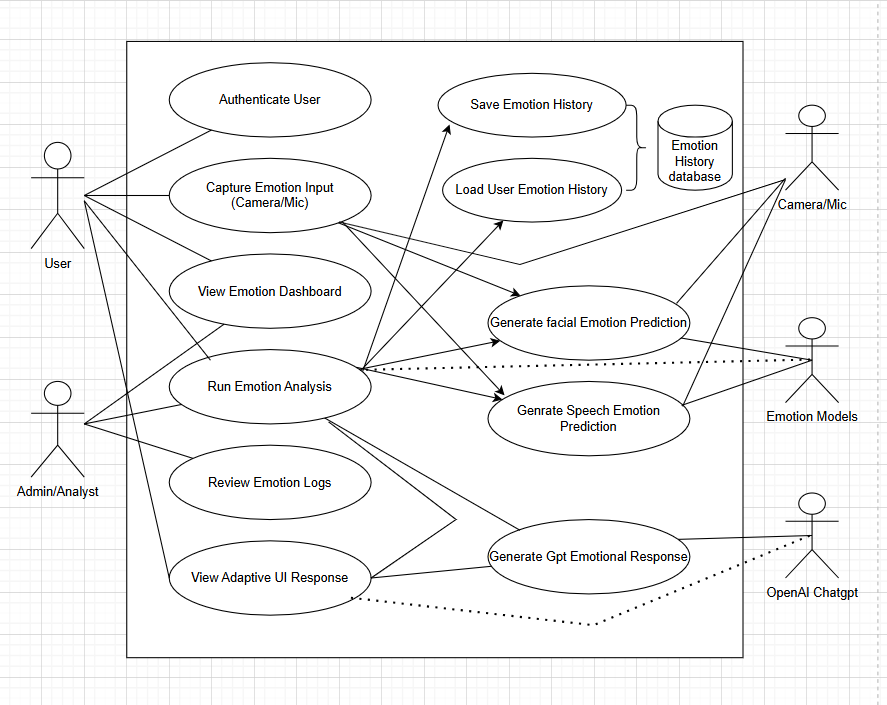 Authenticate User
Save Emotion History
Emotion
History
database
Capture Emotion Input
(Camera/Mic)
Load User Emotion History
Camera/Mic
User
View Emotion Dashboard
Generate facial Emotion Prediction
Run Emotion Analysis
Genrate Speech Emotion
Prediction
Emotion Models
Admin/Analyst
Review Emotion Logs
Generate Gpt Emotional Response
View Adaptive UI Response
OpenAI Chatgpt